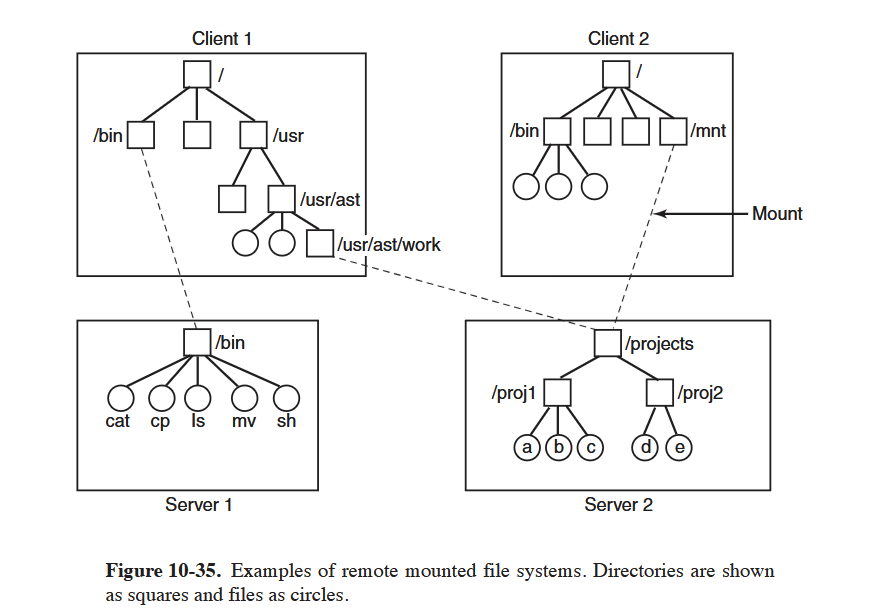 Client 1
Client 2
/
/
/bin
/usr
/bin
/mnt
/usr/ast
Mount
/usr/ast/work
/bin
/projects
/proj1
/proj2
cat cp ls mv sh
a b c d e
Server 1
Server 2
Figure 10-35. Examples of remote mounted file systems. Directories are shown
as squares and files as circles.